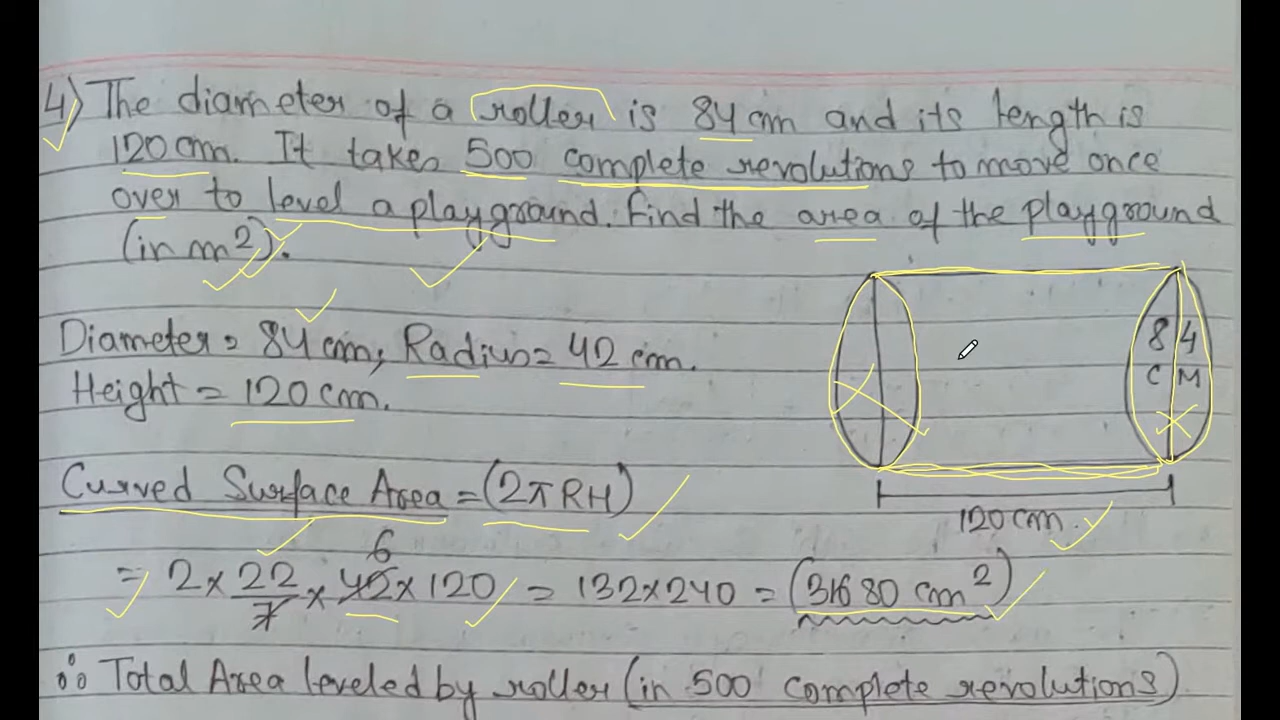 4) The diameter of a roller is 84 cm and its length is
120 cm. It takes 500 complete revolutions to move once
over to level a playground. Find the area of the playground
(in m²).
Diameter = 84 cm, Radius = 42 cm.
Height = 120 cm.
84
CM
120 cm.
Curved Surface Area = (2πRH)
= 2 × 22/7 × 42 × 120 = 132×240 = (31680 cm²)
6
∴ Total Area leveled by roller (in 500 complete revolutions)